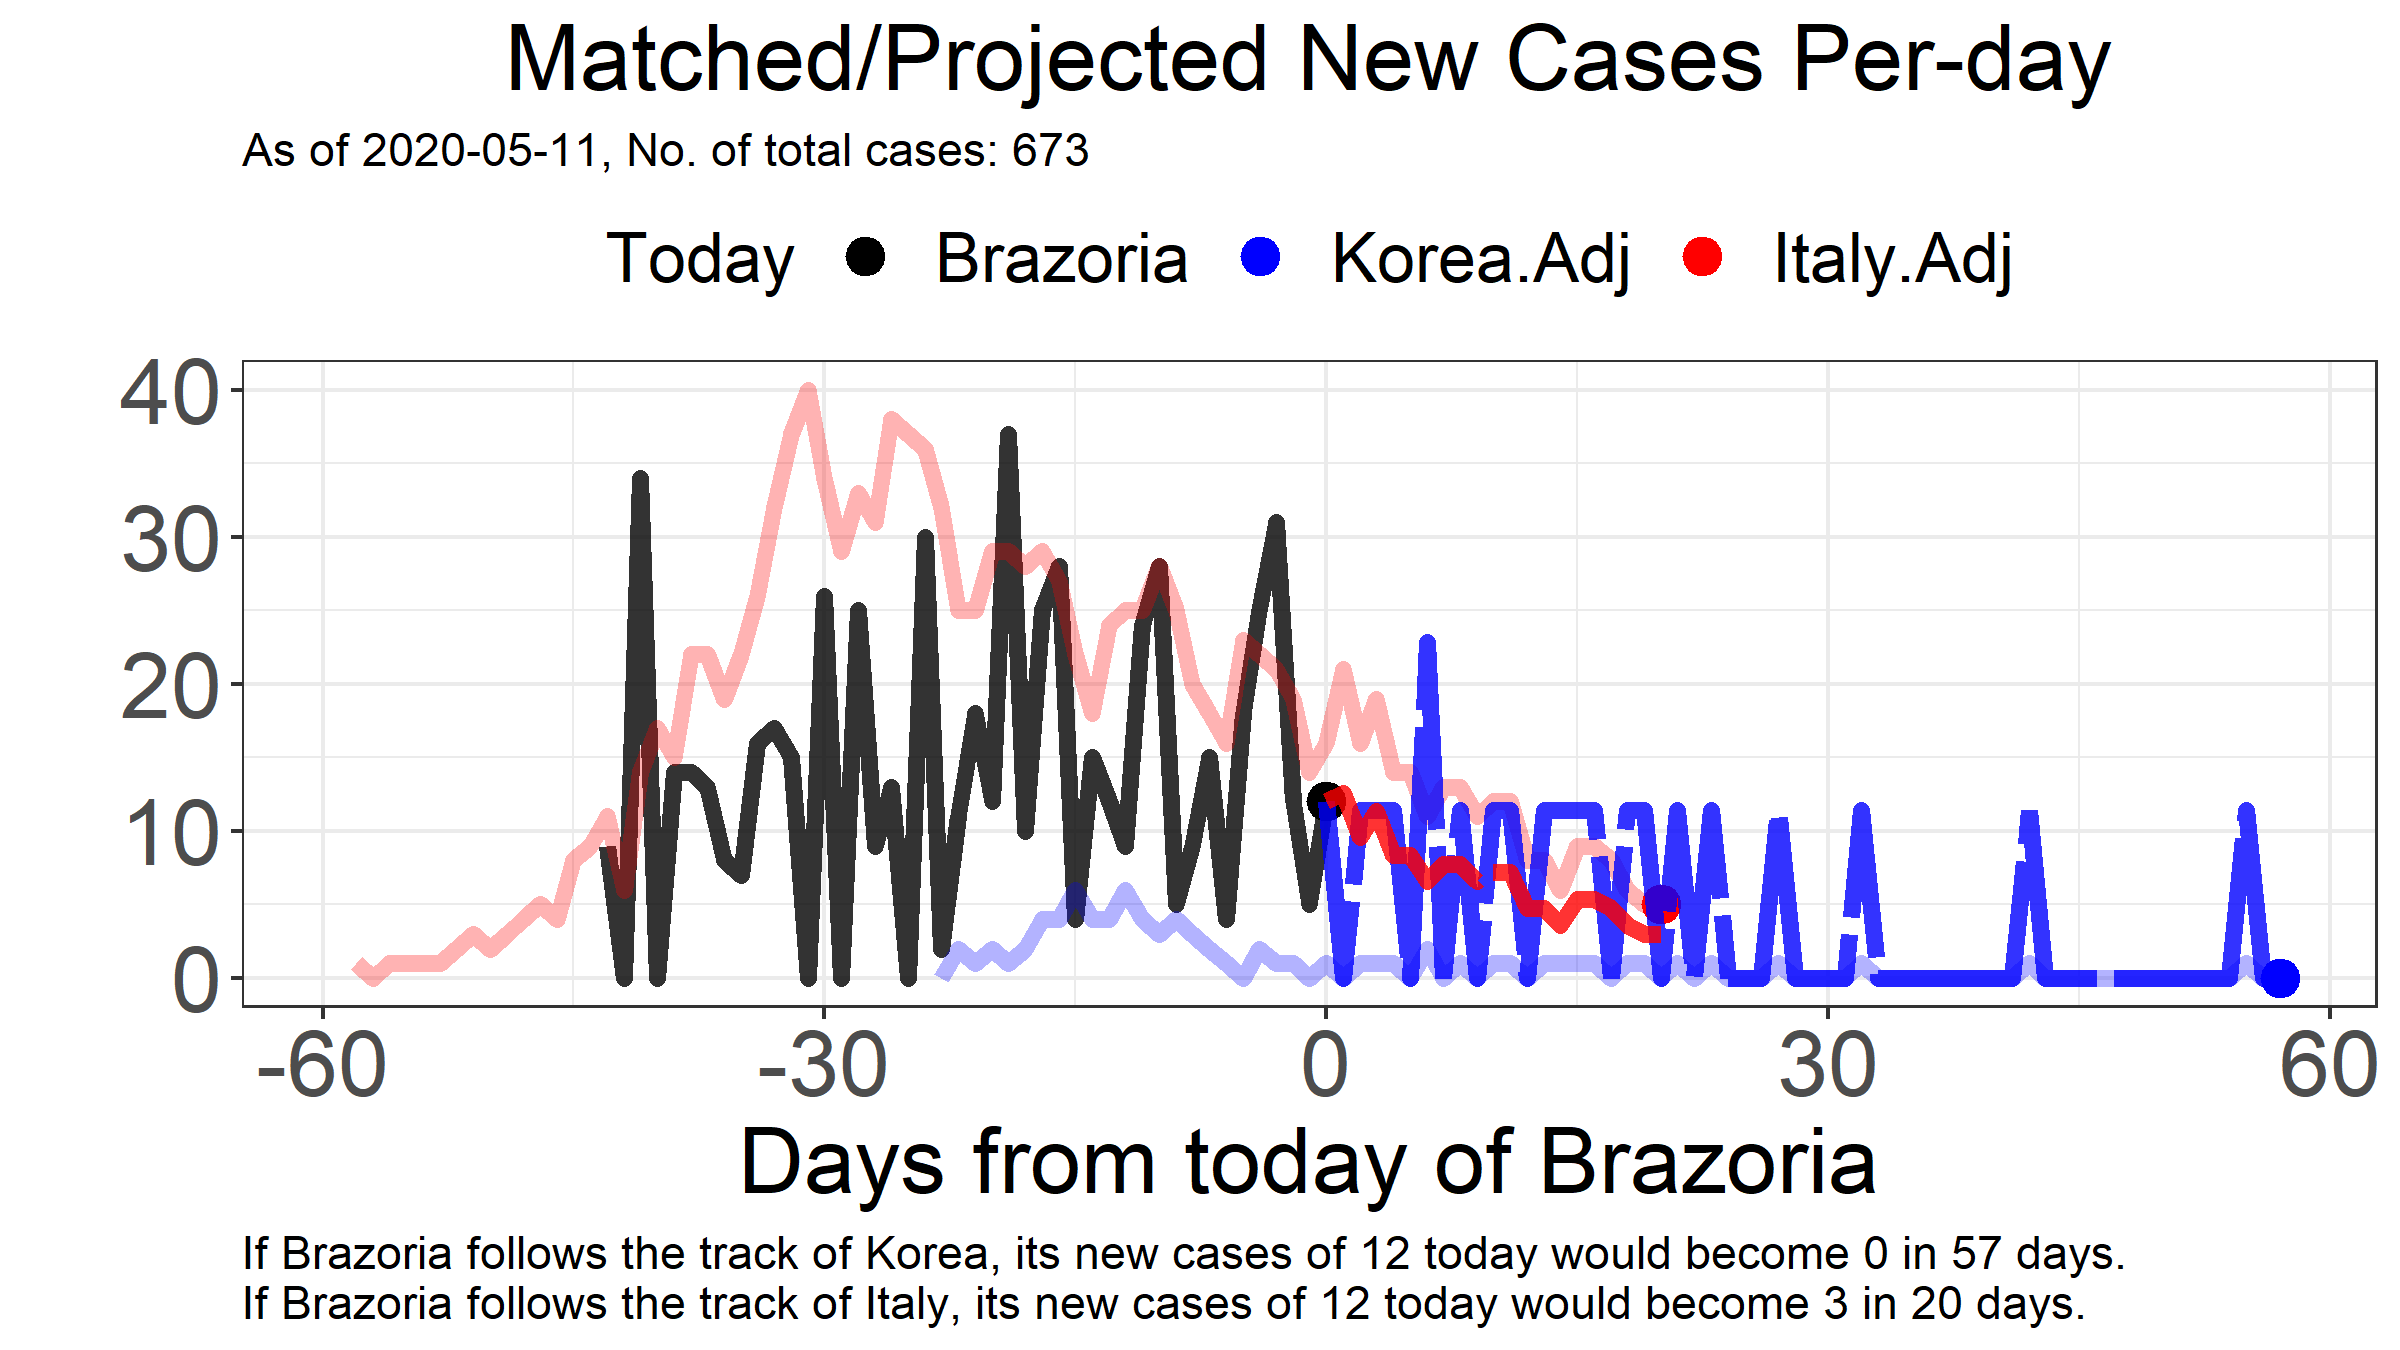 Matched/Projected New Cases Per-day
As of 2020-05-11, No. of total cases: 673
Today Brazoria Korea.Adj Italy.Adj
40
30
20
10
0
-60 -30 0 30 60
Days from today of Brazoria
If Brazoria follows the track of Korea, its new cases of 12 today would become 0 in 57 days.
If Brazoria follows the track of Italy, its new cases of 12 today would become 3 in 20 days.